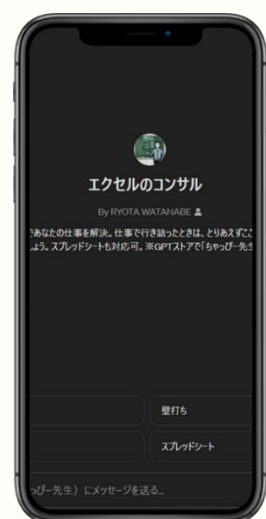 エクセルのコンサル
By RYOTA WATANABE
であなたの仕事を解決。仕事で行き詰ったときは、とりあえずここ
よう。スプレッドシートも対応可。※GPTストアで「ちゃっぴー先生
壁打ち
スプレッドシート
っぴー先生）にメッセージを送る...